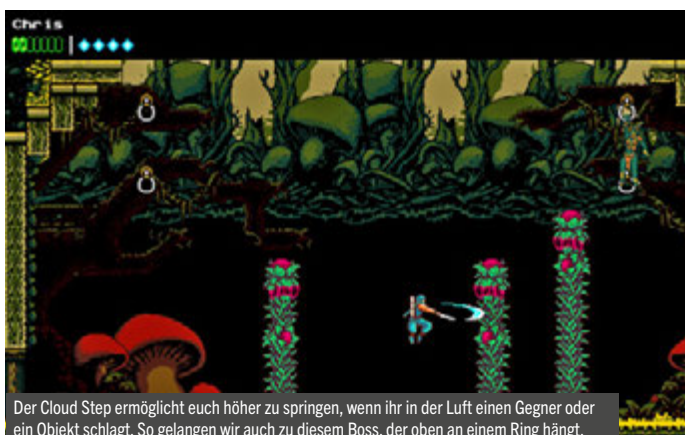 Chris
Der Cloud Step ermöglicht euch höher zu springen, wenn ihr in der Luft einen Gegner oder
ein Objekt schlagt. So gelangen wir auch zu diesem Boss, der oben an einem Ring hängt.